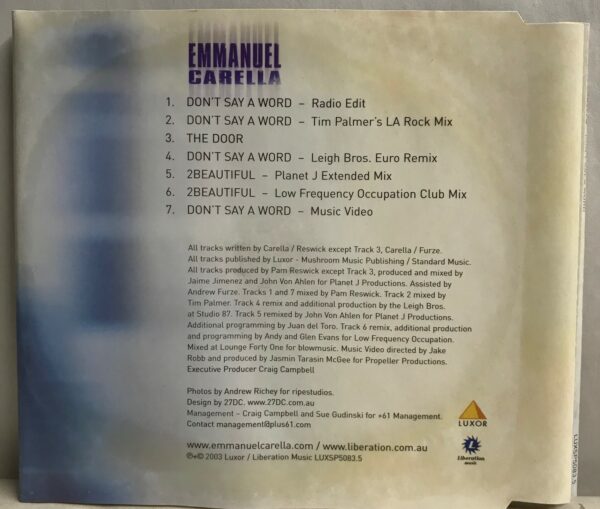 EMMANUEL
CARELLA
1. DON'T SAY A WORD – Radio Edit
2. DON'T SAY A WORD – Tim Palmer's LA Rock Mix
3. THE DOOR
4. DON'T SAY A WORD – Leigh Bros. Euro Remix
5. 2BEAUTIFUL – Planet J Extended Mix
6. 2BEAUTIFUL – Low Frequency Occupation Club Mix
7. DON'T SAY A WORD – Music Video
All tracks written by Carella / Reswick except Track 3, Carella / Furze.
All tracks published by Luxor - Mushroom Music Publishing / Standard Music.
All tracks produced by Pam Reswick except Track 3, produced and mixed by
Jaime Jimenez and John Von Ahlen for Planet J Productions. Assisted by
Andrew Furze. Tracks 1 and 7 mixed by Pam Reswick. Track 2 mixed by
Tim Palmer. Track 4 remix and additional production by the Leigh Bros.
at Studio 87. Track 5 remixed by John Von Ahlen for Planet J Productions.
Additional programming by Juan del Toro. Track 6 remix, additional production
and programming by Andy and Glen Evans for Low Frequency Occupation.
Mixed at Lounge Forty One for blowmusic. Music Video directed by Jake
Robb and produced by Jasmin Tarasin McGee for Propeller Productions.
Executive Producer Craig Campbell
Photos by Andrew Richey for ripestudios.
Design by 27DC. www.27DC.com.au
Management – Craig Campbell and Sue Gudinski for +61 Management.
Contact management@plus61.com
www.emmanuelcarella.com / www.liberation.com.au
℗+© 2003 Luxor / Liberation Music LUXSP5083.5
LUXOR
L
Liberation
music
LUXSP5083.5